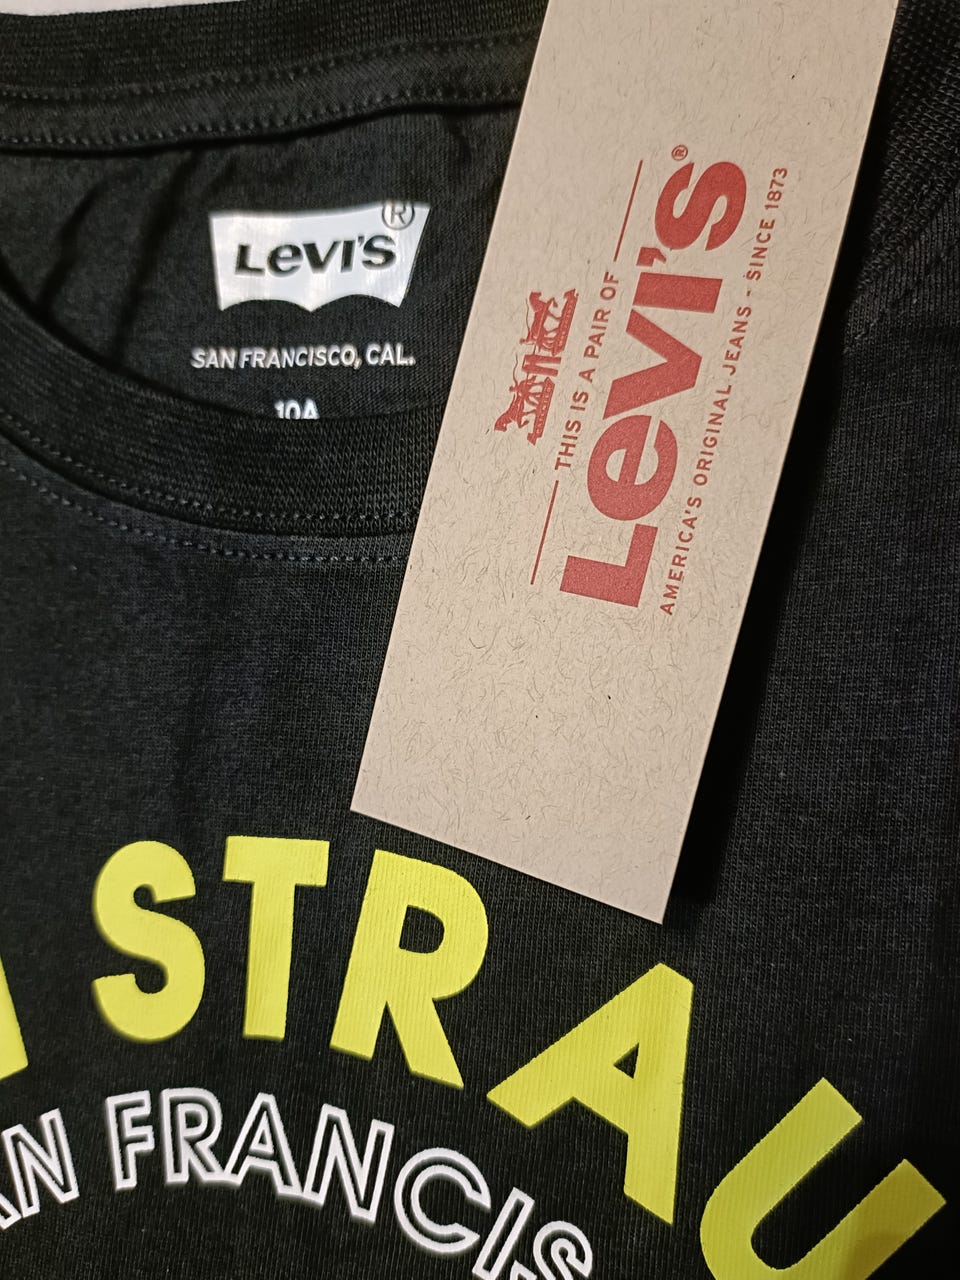 LEVI'S®
SAN FRANCISCO, CAL.
10A
THIS IS A PAIR OF
LEVI'S®
AMERICA'S ORIGINAL JEANS - SINCE 1873
STRAU
AN FRANCIS